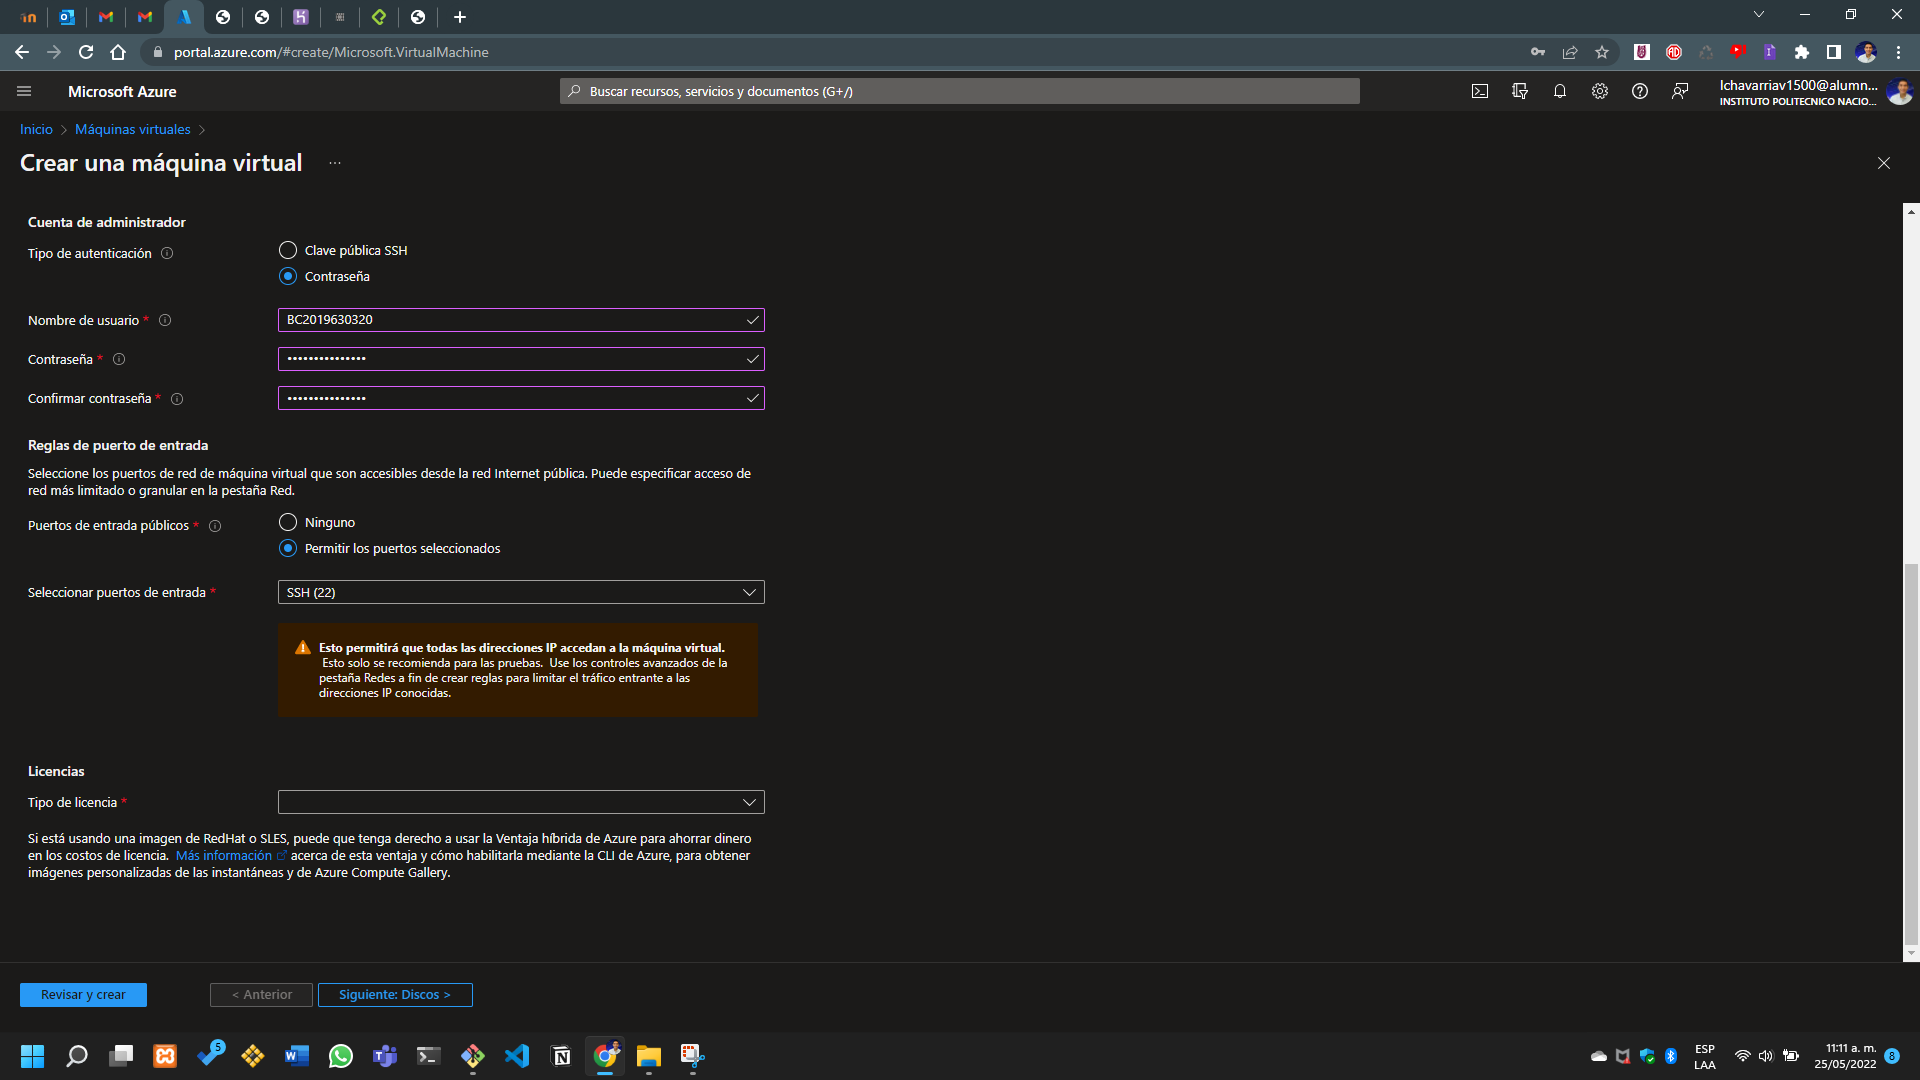 portal.azure.com/#create/Microsoft.VirtualMachine
Microsoft Azure
Buscar recursos, servicios y documentos (G+/)
lchavarriav1500@alumn...
INSTITUTO POLITECNICO NACIO...
Inicio > Máquinas virtuales >
Crear una máquina virtual ...
Cuenta de administrador
Tipo de autenticación
Clave pública SSH
Contraseña
Nombre de usuario *
BC2019630320
Contraseña *
•••••••••••••••
Confirmar contraseña *
•••••••••••••••
Reglas de puerto de entrada
Seleccione los puertos de red de máquina virtual que son accesibles desde la red Internet pública. Puede especificar acceso de
red más limitado o granular en la pestaña Red.
Puertos de entrada públicos *
Ninguno
Permitir los puertos seleccionados
Seleccionar puertos de entrada *
SSH (22)
Esto permitirá que todas las direcciones IP accedan a la máquina virtual.
Esto solo se recomienda para las pruebas. Use los controles avanzados de la
pestaña Redes a fin de crear reglas para limitar el tráfico entrante a las
direcciones IP conocidas.
Licencias
Tipo de licencia *
Si está usando una imagen de RedHat o SLES, puede que tenga derecho a usar la Ventaja híbrida de Azure para ahorrar dinero
en los costos de licencia. Más información acerca de esta ventaja y cómo habilitarla mediante la CLI de Azure, para obtener
imágenes personalizadas de las instantáneas y de Azure Compute Gallery.
Revisar y crear
< Anterior
Siguiente: Discos >
5
ESP
LAA
11:11 a. m.
25/05/2022
8